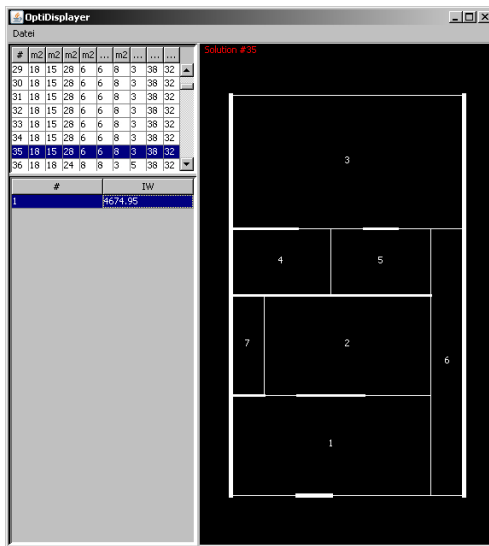 OptiDisplayer
Datei
# m2 m2 m2 m2 ... m2 ... ... ...
29 18 15 28 6 6 8 3 38 32
30 18 15 28 6 6 8 3 38 32
31 18 15 28 6 6 8 3 38 32
32 18 15 28 6 6 8 3 38 32
33 18 15 28 6 6 8 3 38 32
34 18 15 28 6 6 8 3 38 32
35 18 15 28 6 6 8 3 38 32
36 18 18 24 8 8 3 5 38 32
# IW
1 4674.95
Solution #35
3
4 5
7 2
6
1